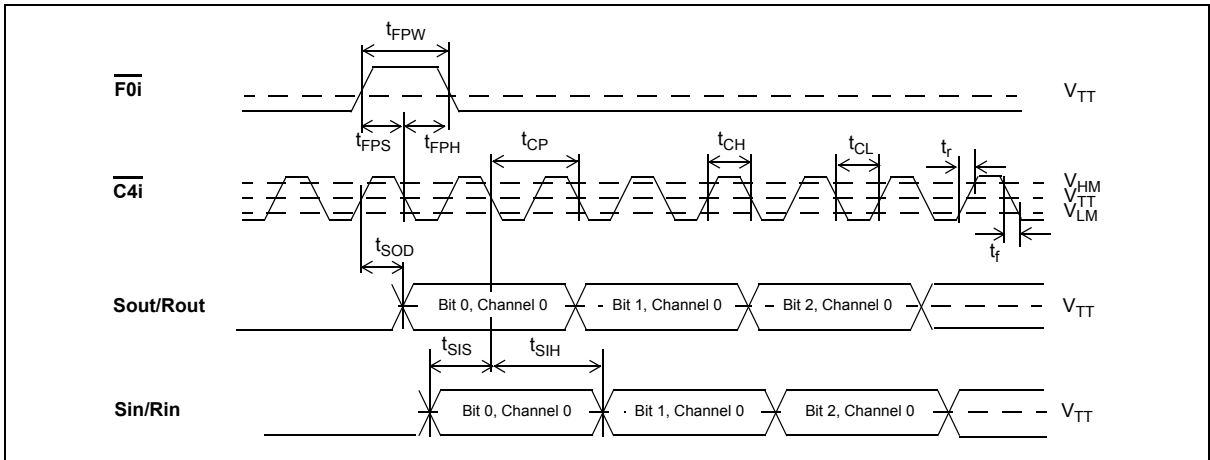 tFPW
F0i
VTT
tFPS
tFPH
tCP
tCH
tCL
tr
C4i
VHM
VTT
VLM
tf
tSOD
Sout/Rout
Bit 0, Channel 0
Bit 1, Channel 0
Bit 2, Channel 0
VTT
tSIS
tSIH
Sin/Rin
Bit 0, Channel 0
Bit 1, Channel 0
Bit 2, Channel 0
VTT